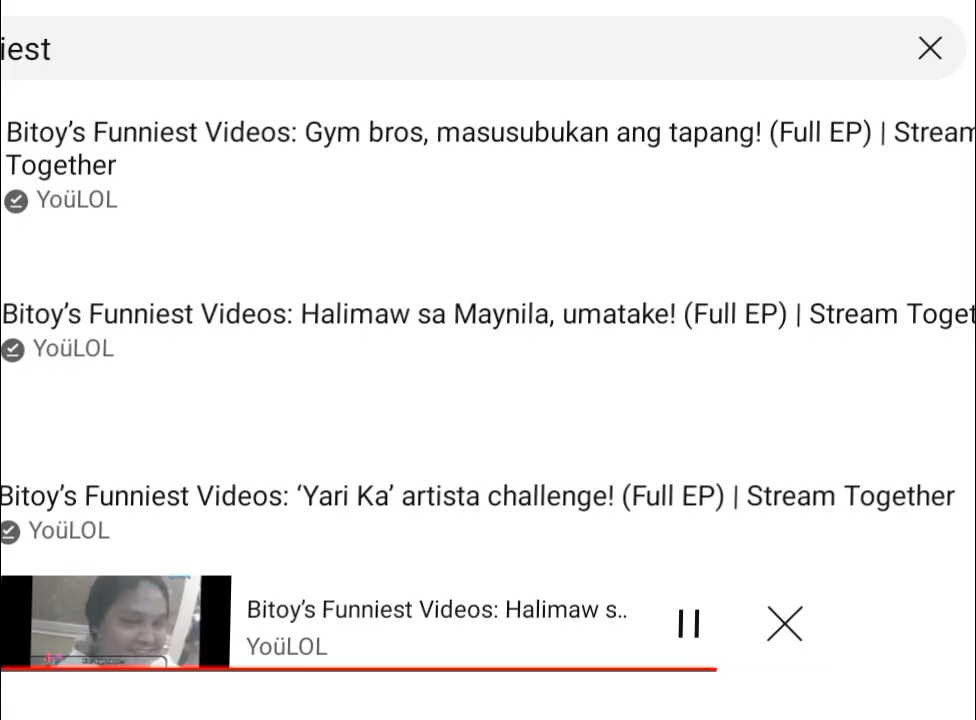 iest
Bitoy’s Funniest Videos: Gym bros, masusubukan ang tapang! (Full EP) | Stream
Together
YoüLOL
Bitoy’s Funniest Videos: Halimaw sa Maynila, umatake! (Full EP) | Stream Toget
YoüLOL
Bitoy’s Funniest Videos: ‘Yari Ka’ artista challenge! (Full EP) | Stream Together
YoüLOL
Bitoy’s Funniest Videos: Halimaw s..
YoüLOL